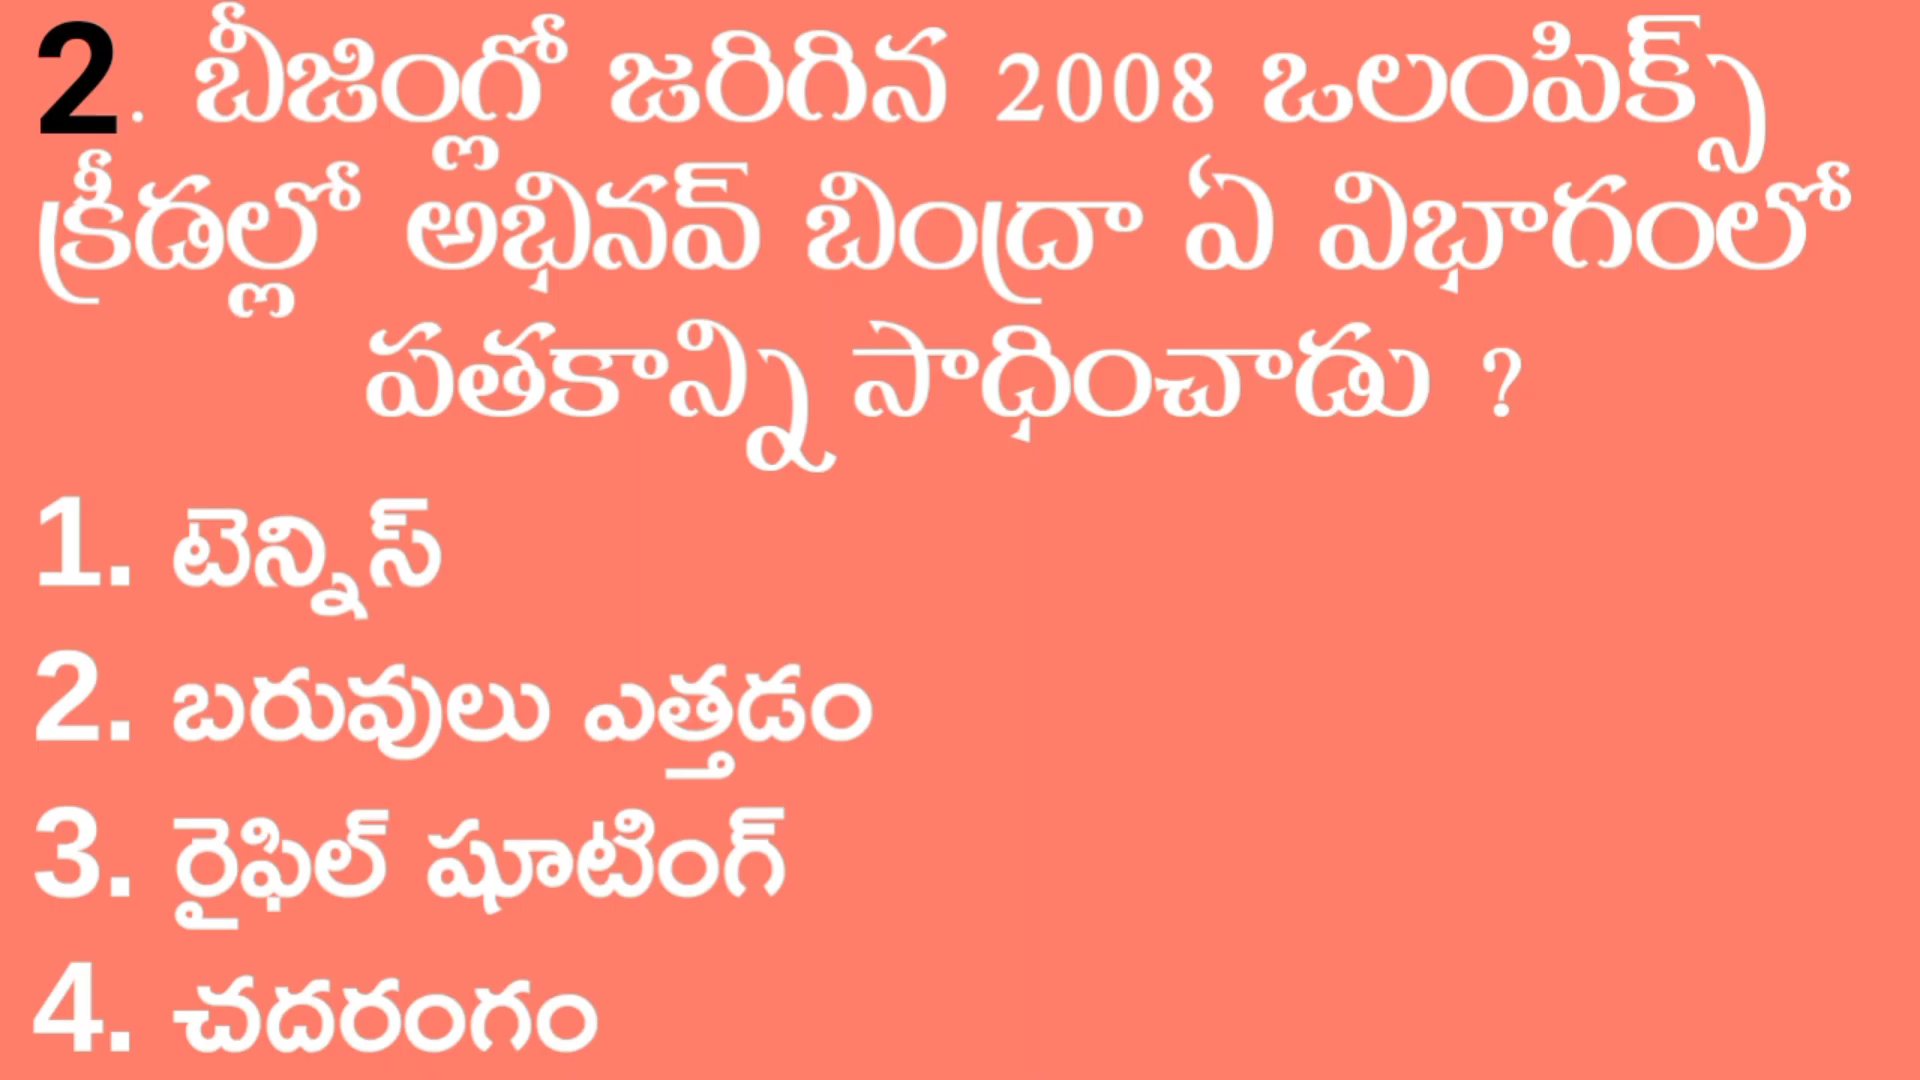 2. బీజింగ్లో జరిగిన 2008 ఒలంపిక్స్
క్రీడల్లో అభినవ్ బింద్రా ఏ విభాగంలో
పతకాన్ని సాధించాడు ?
1. టెన్నిస్
2. బరువులు ఎత్తడం
3. రైఫిల్ షూటింగ్
4. చదరంగం